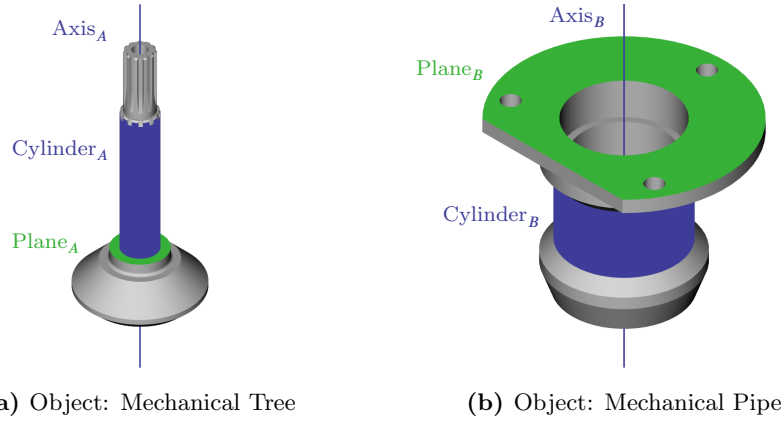 Axis_A
Cylinder_A
Plane_A
Axis_B
Plane_B
Cylinder_B
a) Object: Mechanical Tree
(b) Object: Mechanical Pipe